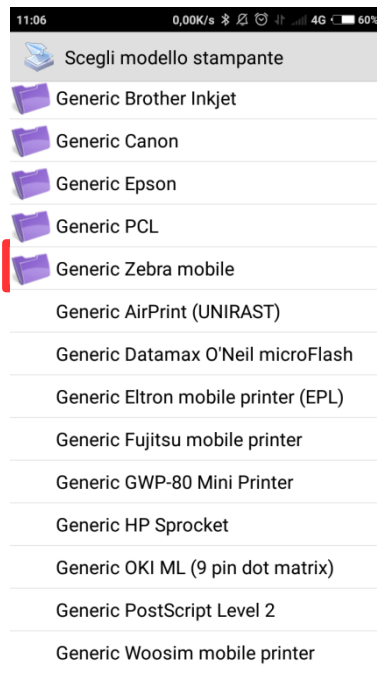 11:06 0,00K/s 4G 60%
Scegli modello stampante
Generic Brother Inkjet
Generic Canon
Generic Epson
Generic PCL
Generic Zebra mobile
Generic AirPrint (UNIRAST)
Generic Datamax O'Neil microFlash
Generic Eltron mobile printer (EPL)
Generic Fujitsu mobile printer
Generic GWP-80 Mini Printer
Generic HP Sprocket
Generic OKI ML (9 pin dot matrix)
Generic PostScript Level 2
Generic Woosim mobile printer